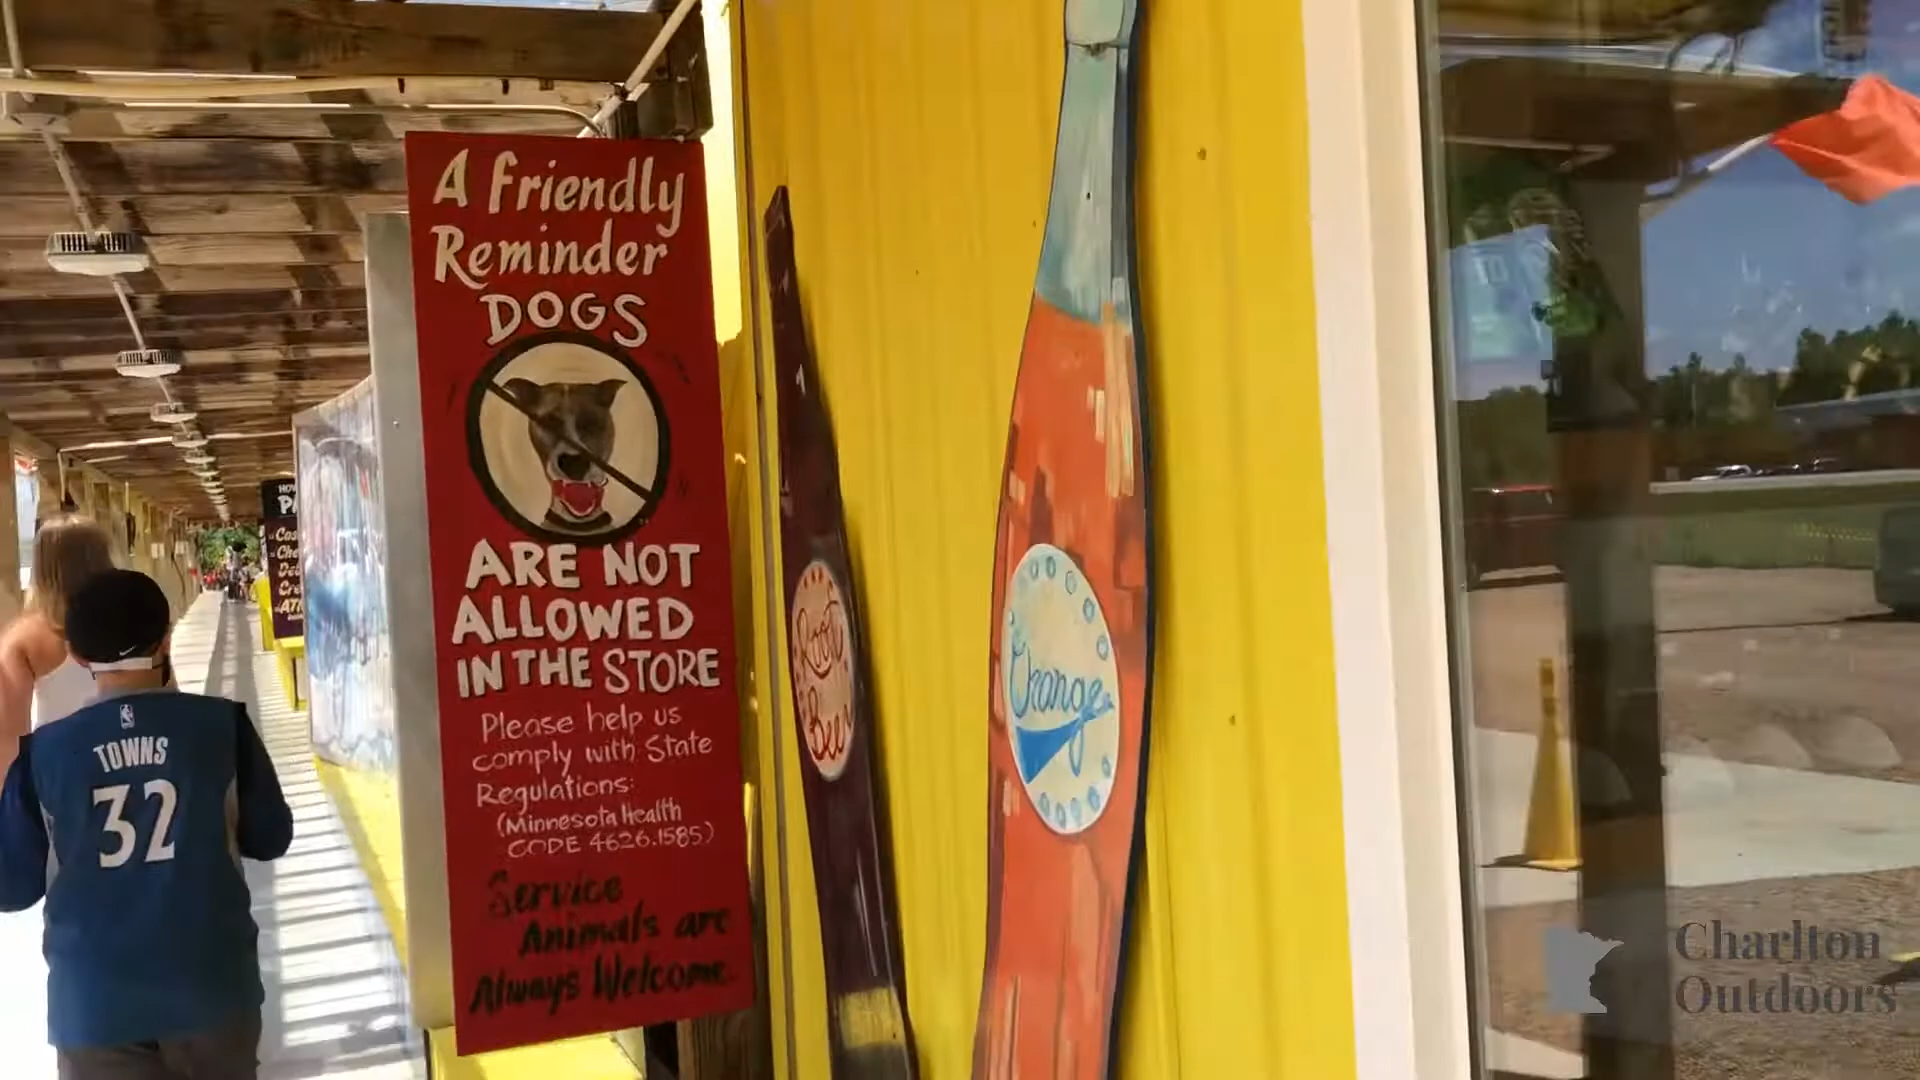 A Friendly
Reminder
DOGS
ARE NOT
ALLOWED
IN THE STORE
Please help us
comply with State
Regulations:
(Minnesota Health
CODE 4626.1585)
Service
Animals are
Always Welcome.
TOWNS
32
Root
Beer
Orange
Charlton
Outdoors